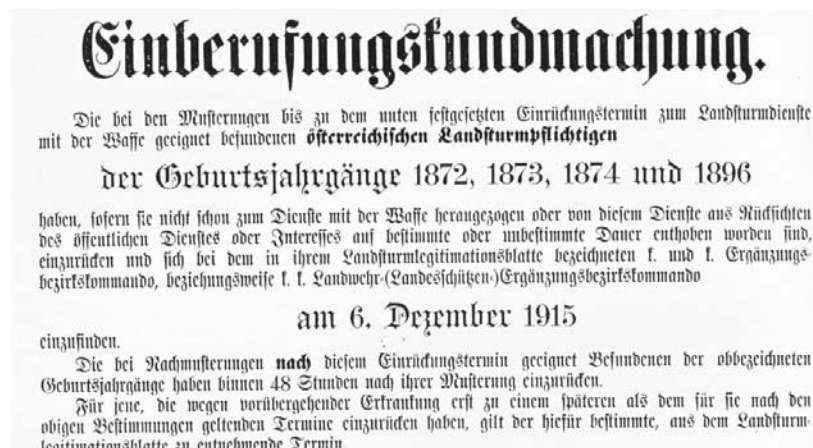 Einberufungskundmachung.
Die bei den Musterungen bis zu dem unten festgesetzten Einrückungstermin zum Landsturmdienste
mit der Waffe geeignet befundenen österreichischen Landsturmpflichtigen
der Geburtsjahrgänge 1872, 1873, 1874 und 1896
haben, sofern sie nicht schon zum Dienste mit der Waffe herangezogen oder von diesem Dienste aus Rücksichten
des öffentlichen Dienstes oder Interesses auf bestimmte oder unbestimmte Dauer enthoben worden sind,
einzurücken und sich bei dem in ihrem Landsturmlegitimationsblatte bezeichneten k. und k. Ergänzungs-
bezirkskommando, beziehungsweise k. k. Landwehr-(Landesschützen-)Ergänzungsbezirkskommando
am 6. Dezember 1915
einzufinden.
Die bei Nachmusterungen nach diesem Einrückungstermin geeignet Befundenen der obbezeichneten
Geburtsjahrgänge haben binnen 48 Stunden nach ihrer Musterung einzurücken.
Für jene, die wegen vorübergehender Erkrankung erst zu einem späteren als dem für sie nach den
obigen Bestimmungen geltenden Termine einzurücken haben, gilt der hiefür bestimmte, aus dem Landsturm-
legitimationsblatte zu entnehmende Termin